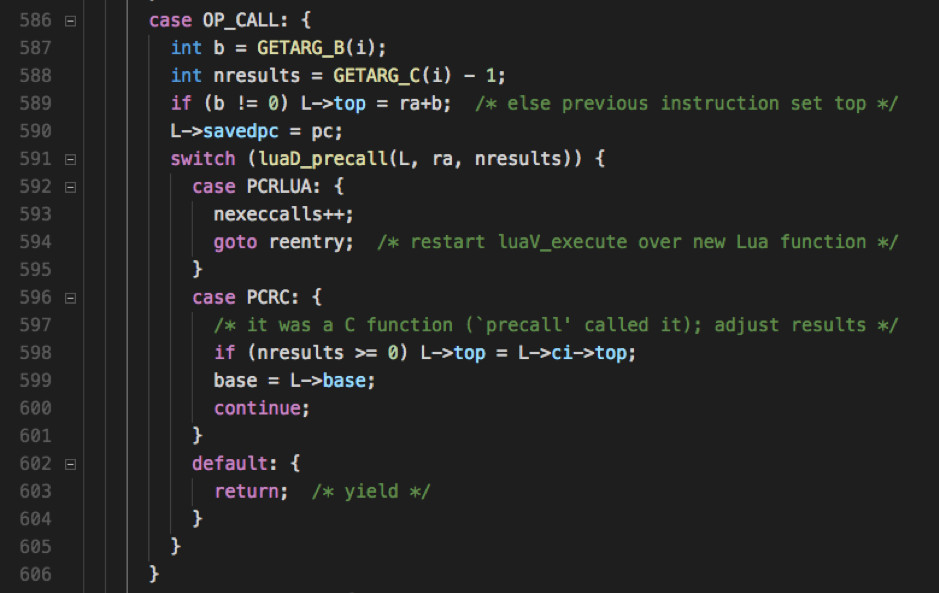 586 case OP_CALL: {
587 int b = GETARG_B(i);
588 int nresults = GETARG_C(i) - 1;
589 if (b != 0) L->top = ra+b;  /* else previous instruction set top */
590 L->savedpc = pc;
591 switch (luaD_precall(L, ra, nresults)) {
592 case PCRLUA: {
593 nexeccalls++;
594 goto reentry;  /* restart luaV_execute over new Lua function */
595 }
596 case PCRC: {
597 /* it was a C function (`precall' called it); adjust results */
598 if (nresults >= 0) L->top = L->ci->top;
599 base = L->base;
600 continue;
601 }
602 default: {
603 return;  /* yield */
604 }
605 }
606 }